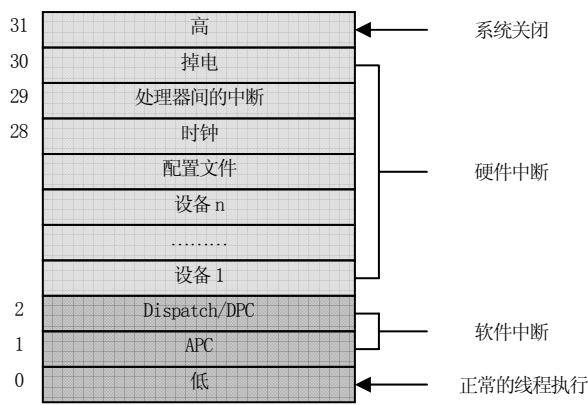 31 高 系统关闭
30 掉电
29 处理器间的中断
28 时钟
配置文件 硬件中断
设备 n
………
设备 1
2 Dispatch/DPC
软件中断
1 APC
0 低 正常的线程执行